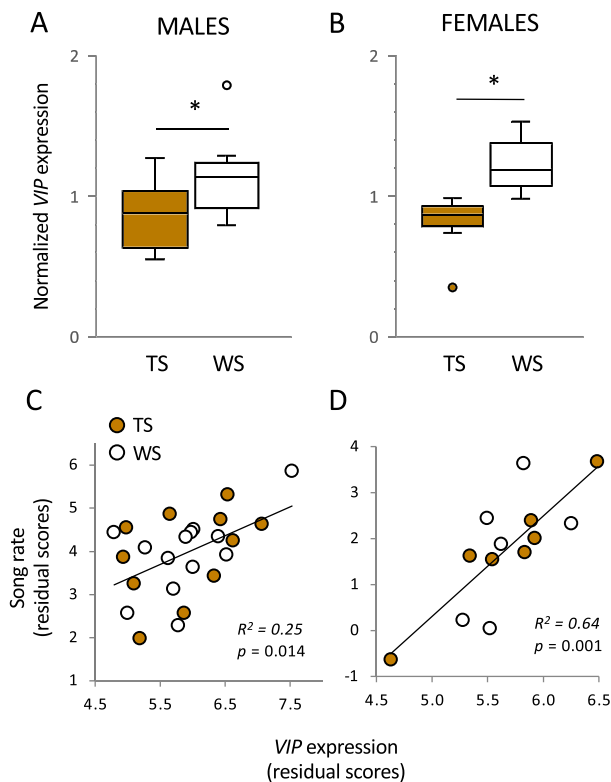 A
MALES
B
FEMALES
Normalized VIP expression
2
1
0
*
TS
WS
2
1
0
*
TS
WS
C
TS
WS
D
Song rate
(residual scores)
6
5
4
3
2
1
4.5
5.5
6.5
7.5
R² = 0.25
p = 0.014
4
3
2
1
0
-1
4.5
5.0
5.5
6.0
6.5
R² = 0.64
p = 0.001
VIP expression
(residual scores)